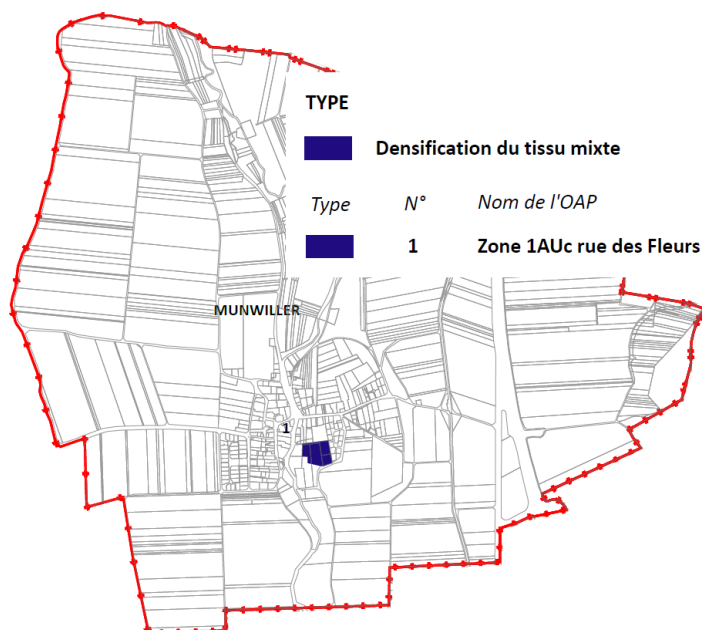 TYPE
Densification du tissu mixte
Type N° Nom de l'OAP
1 Zone 1AUc rue des Fleurs
MUNWILLER
1